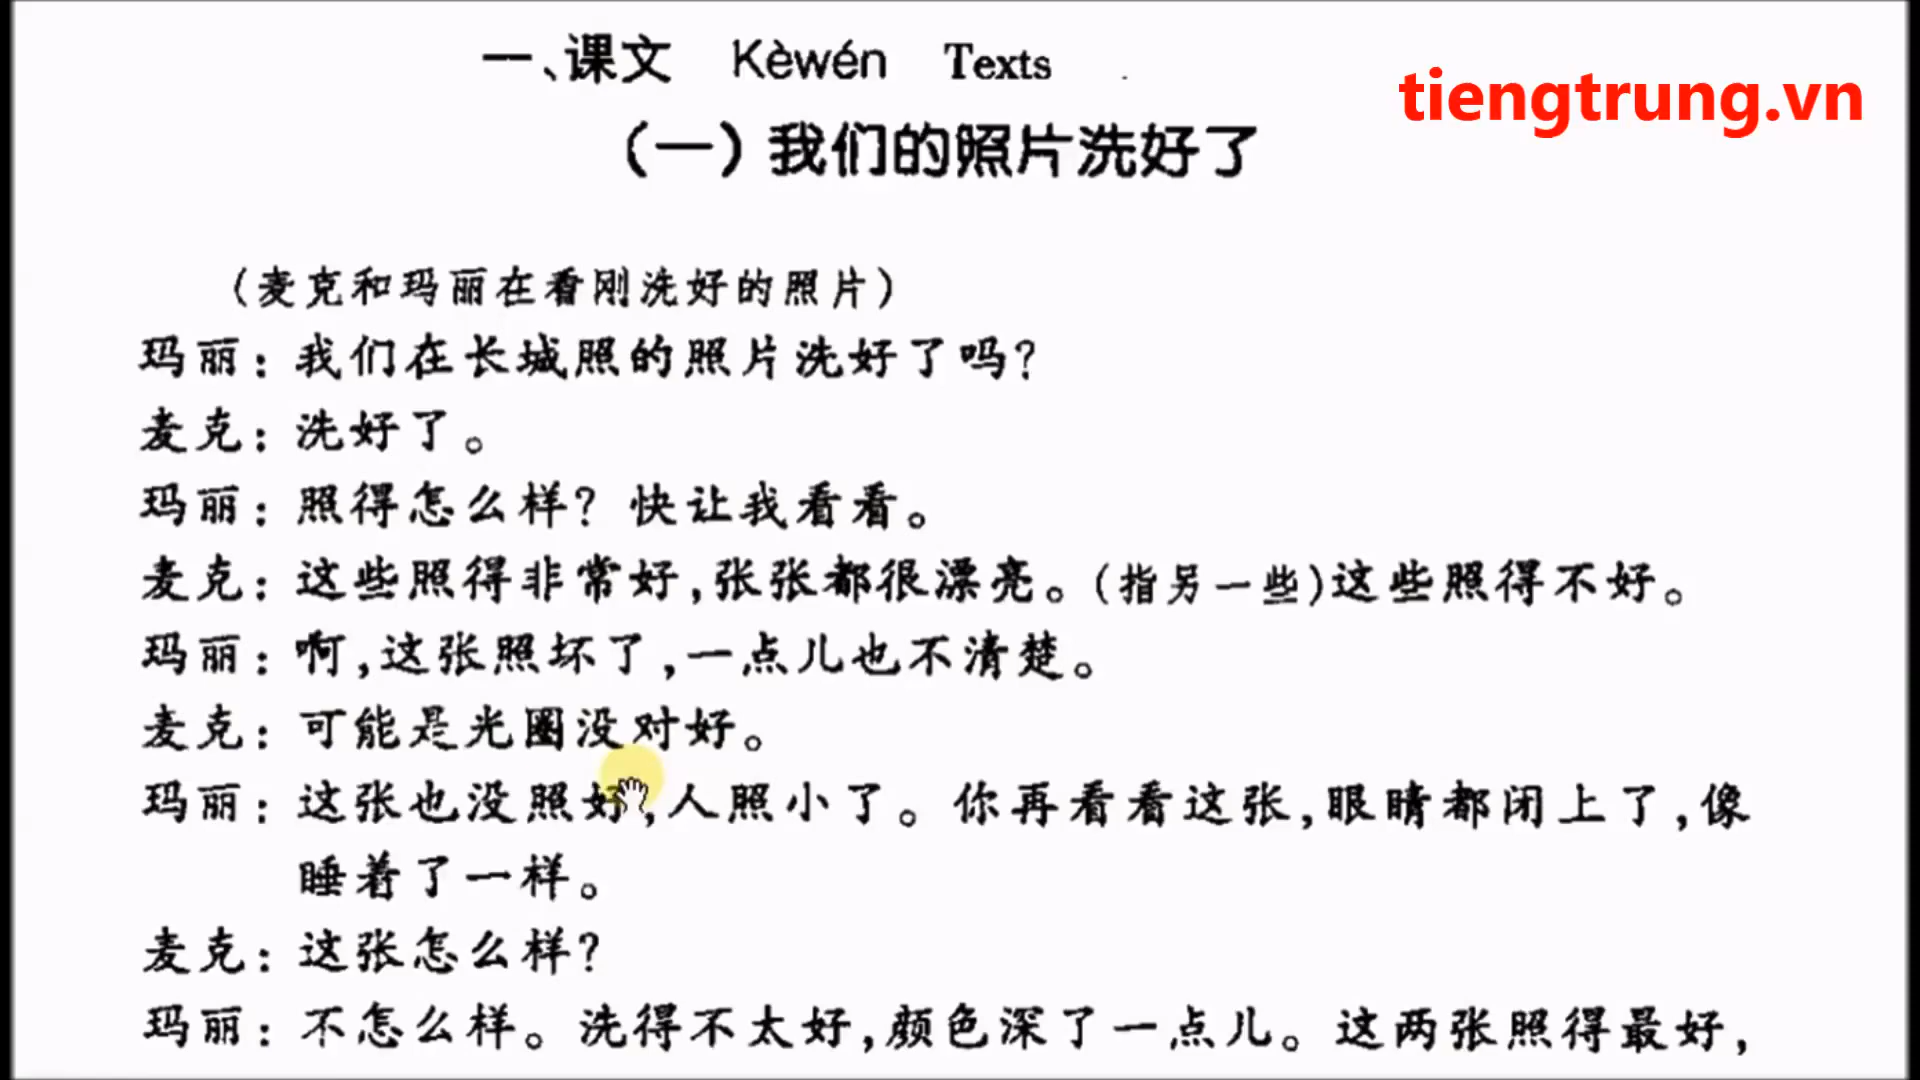 一、课文 Kèwén Texts
tiengtrung.vn
（一）我们的照片洗好了
（麦克和玛丽在看刚洗好的照片）
玛丽：我们在长城照的照片洗好了吗？
麦克：洗好了。
玛丽：照得怎么样？快让我看看。
麦克：这些照得非常好，张张都很漂亮。（指另一些）这些照得不好。
玛丽：啊，这张照坏了，一点儿也不清楚。
麦克：可能是光圈没对好。
玛丽：这张也没照好，人照小了。你再看看这张，眼睛都闭上了，像
睡着了一样。
麦克：这张怎么样？
玛丽：不怎么样。洗得不太好，颜色深了一点儿。这两张照得最好，